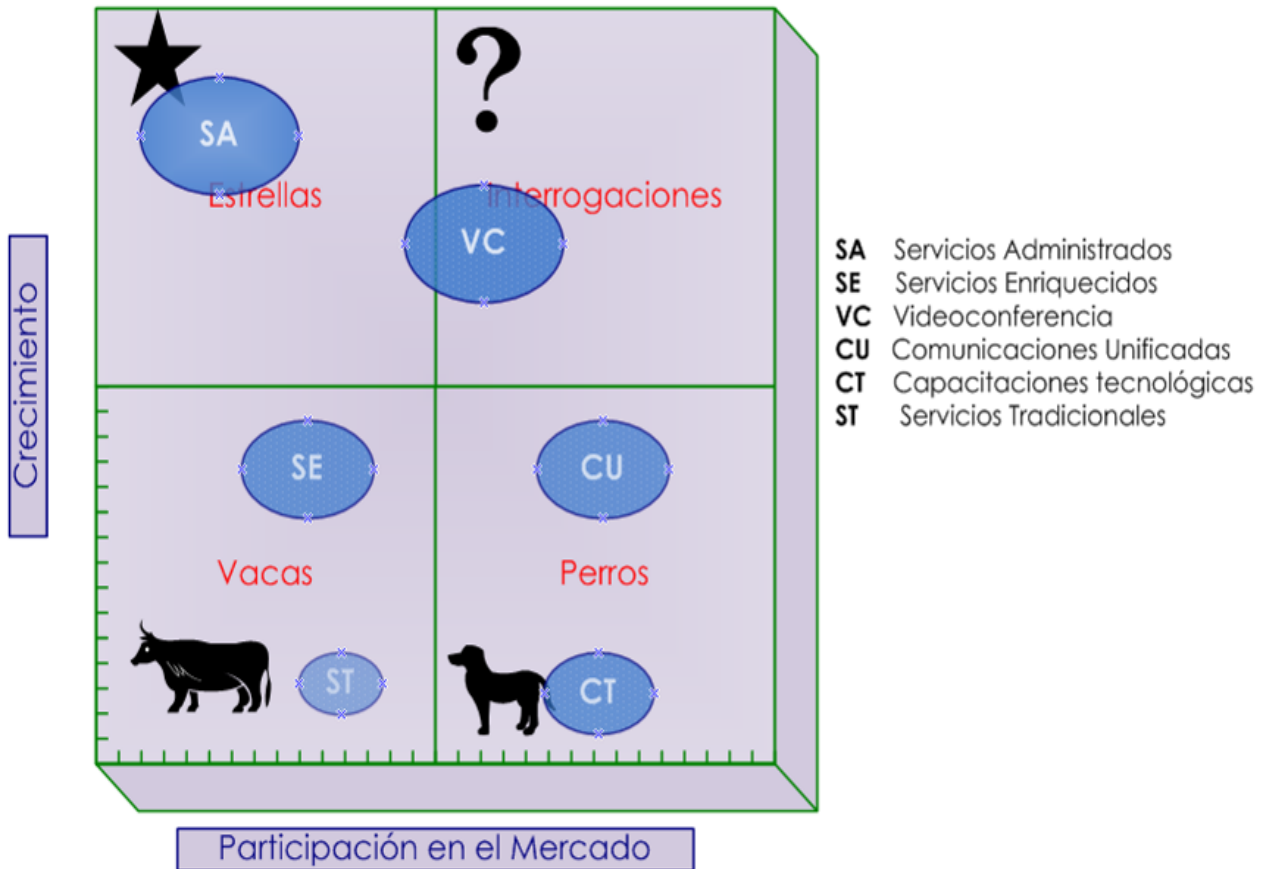 ?
SA
Estrellas
Interrogaciones
VC
Crecimiento
SA Servicios Administrados
SE Servicios Enriquecidos
VC Videoconferencia
CU Comunicaciones Unificadas
CT Capacitaciones tecnológicas
ST Servicios Tradicionales
SE
CU
Vacas
Perros
ST
CT
Participación en el Mercado